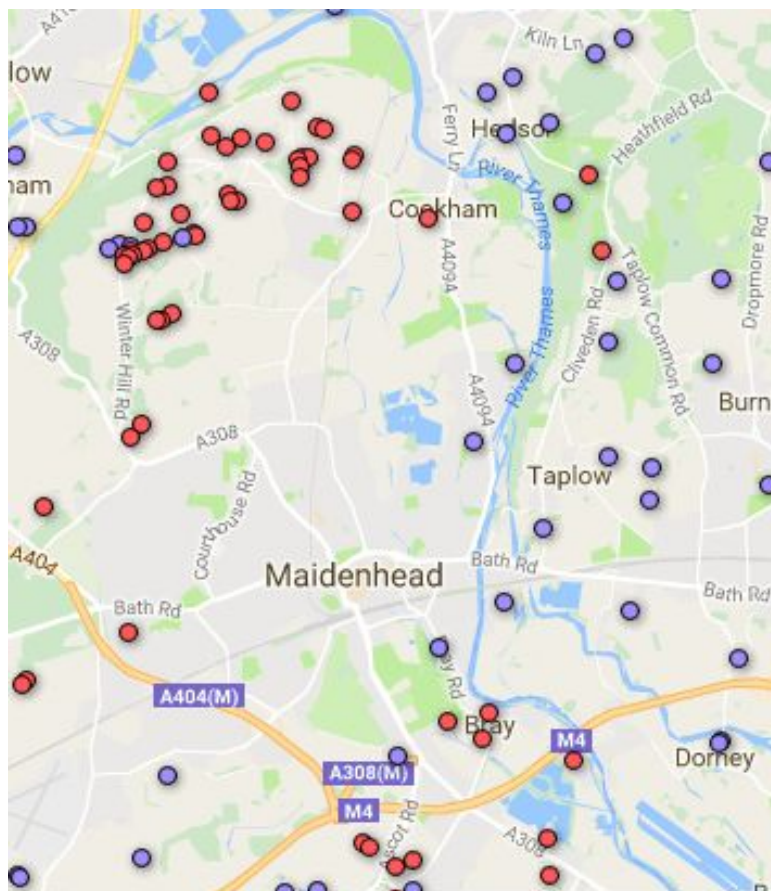 Kiln Ln
low
Ferry Ln
Heathfield Rd
Hedsor
River Thames
Cookham
A4094
Dropmore Rd
Taplow Common Rd
Cliveden Rd
River Thames
Winter Hill Rd
A308
A4094
Burn
A308
Taplow
Courthouse Rd
A404
Bath Rd
Maidenhead
Bath Rd
Bath Rd
A404(M)
Bray
M4
Dorney
A308(M)
M4
Ascot Rd
A308